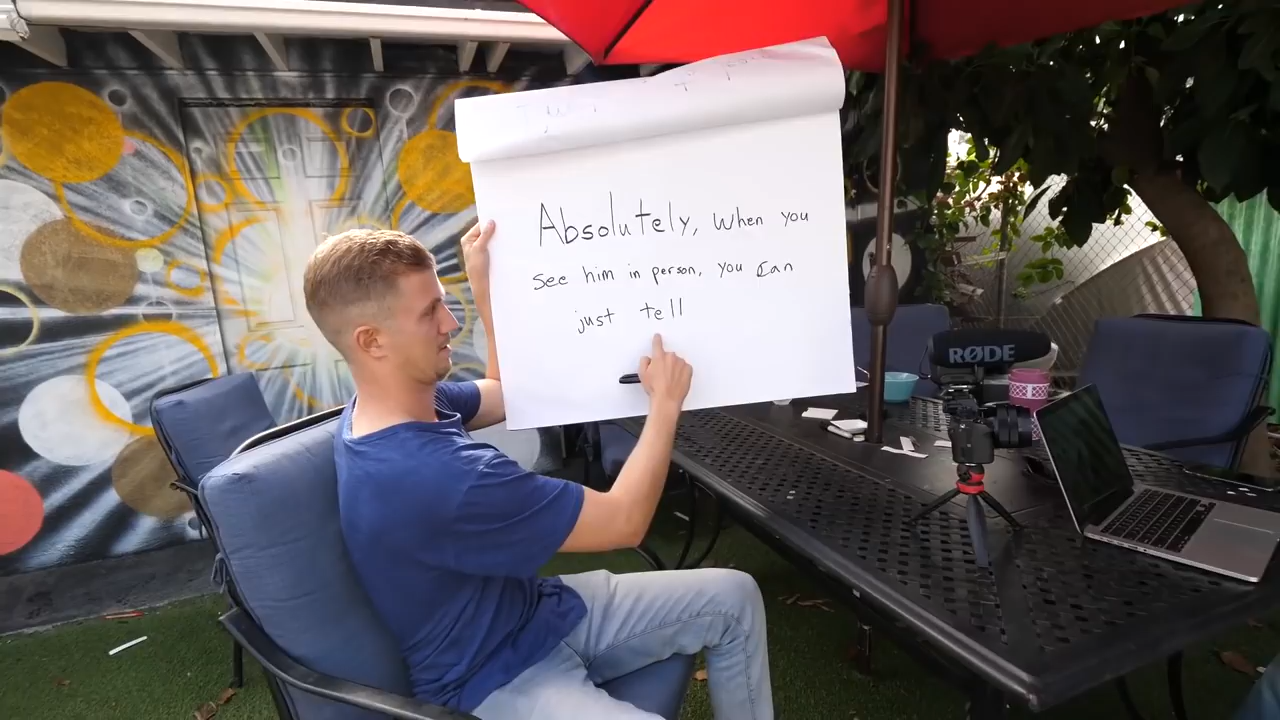 Absolutely, when you
see him in person, you can
just tell
RØDE